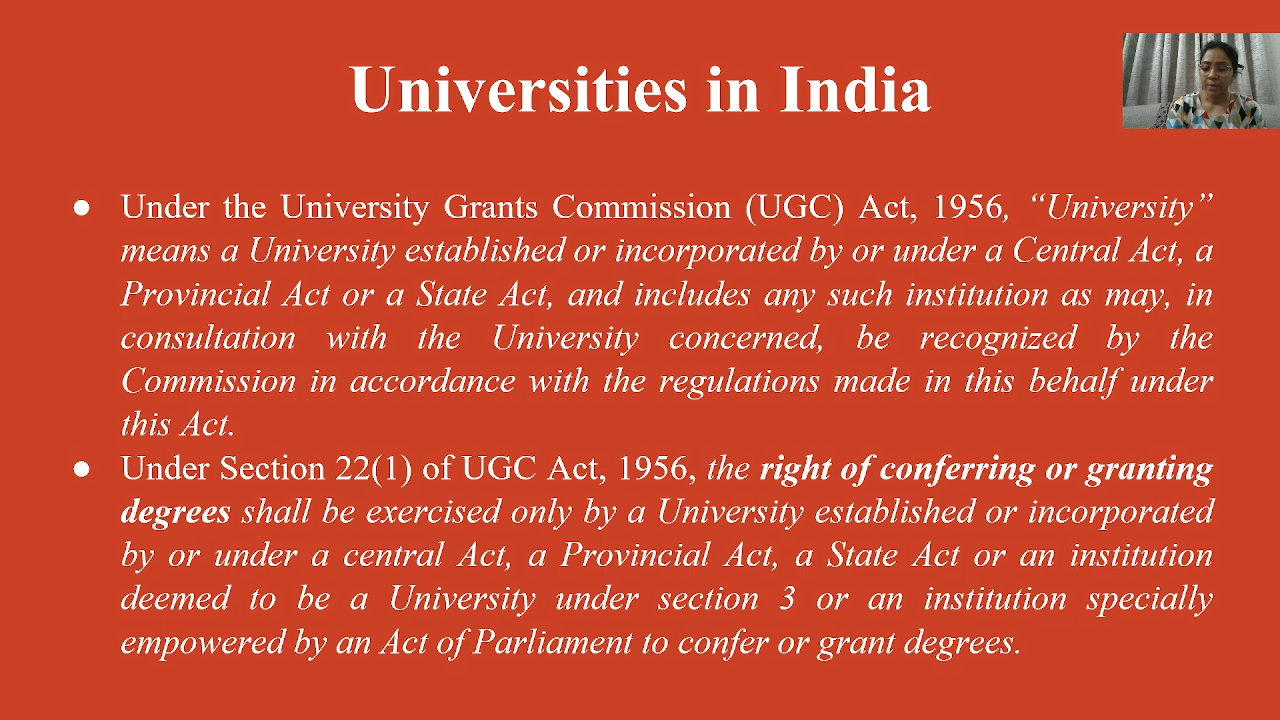 Universities in India
● Under the University Grants Commission (UGC) Act, 1956, “University”
means a University established or incorporated by or under a Central Act, a
Provincial Act or a State Act, and includes any such institution as may, in
consultation with the University concerned, be recognized by the
Commission in accordance with the regulations made in this behalf under
this Act.
● Under Section 22(1) of UGC Act, 1956, the right of conferring or granting
degrees shall be exercised only by a University established or incorporated
by or under a central Act, a Provincial Act, a State Act or an institution
deemed to be a University under section 3 or an institution specially
empowered by an Act of Parliament to confer or grant degrees.